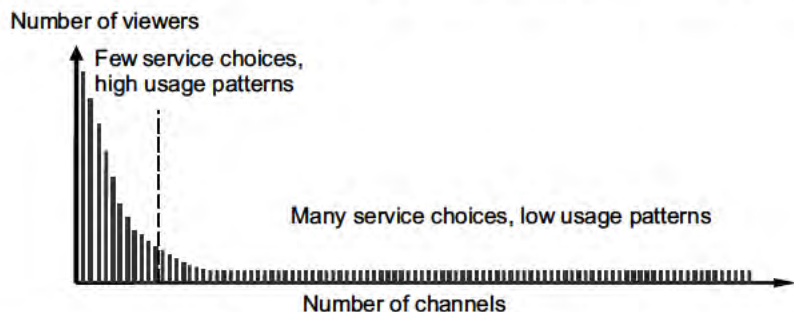 Number of viewers
Few service choices,
high usage patterns
Many service choices, low usage patterns
Number of channels